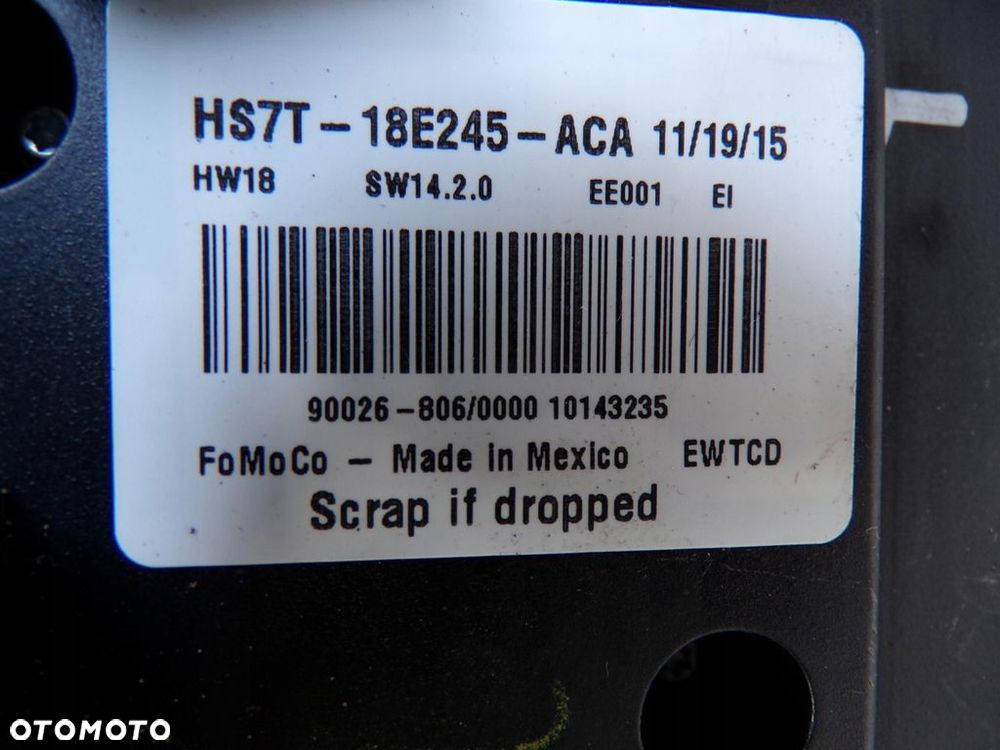 HS7T-18E245-ACA 11/19/15
HW18 SW14.2.0 EE001 EI
90026-806/0000 10143235
FoMoCo - Made in Mexico EWTCD
Scrap if dropped
OTOMOTO